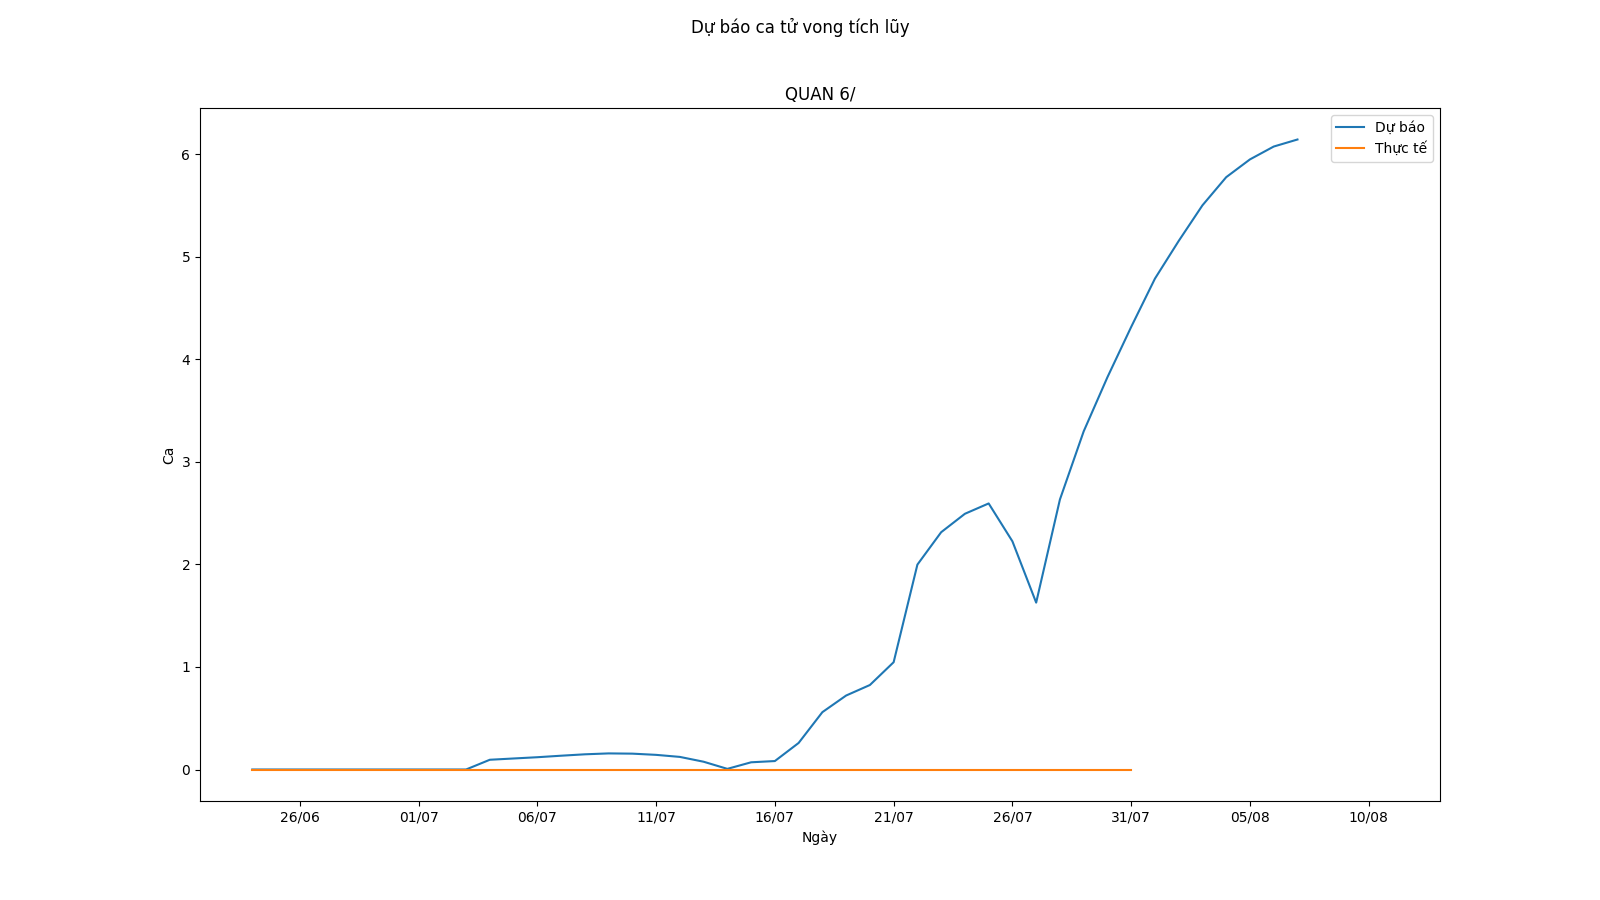 Dự báo ca tử vong tích lũy
QUAN 6/
Dự báo
Thực tế
6
5
4
3
2
1
0
Ca
26/06
01/07
06/07
11/07
16/07
21/07
26/07
31/07
05/08
10/08
Ngày